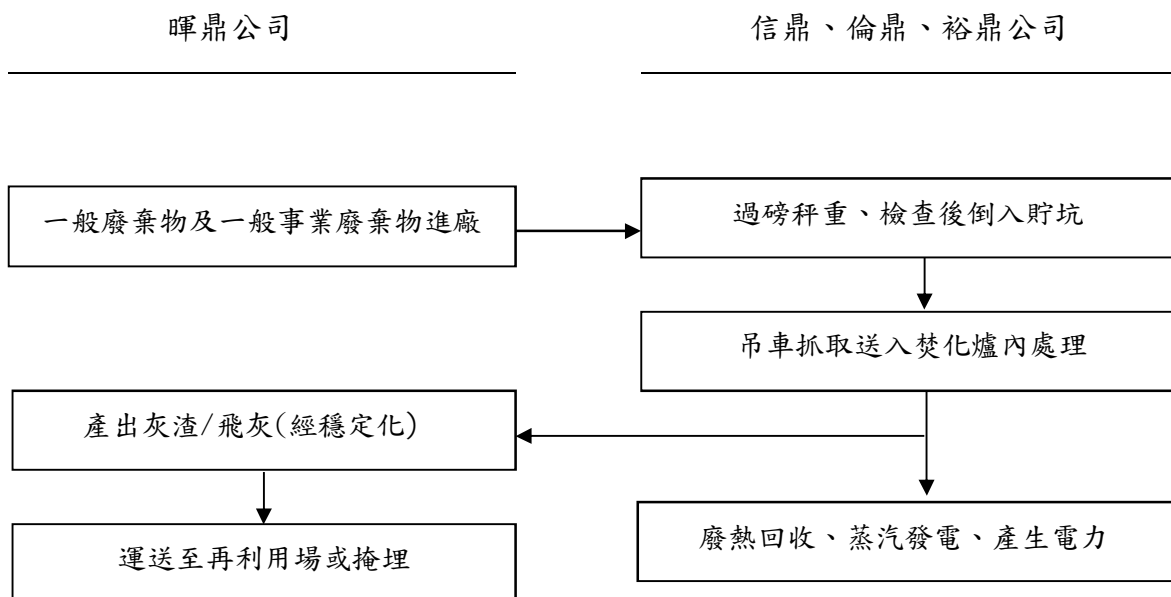 暉鼎公司
信鼎、倫鼎、裕鼎公司
一般廢棄物及一般事業廢棄物進廠
過磅秤重、檢查後倒入貯坑
吊車抓取送入焚化爐內處理
產出灰渣/飛灰(經穩定化)
廢熱回收、蒸汽發電、產生電力
運送至再利用場或掩埋